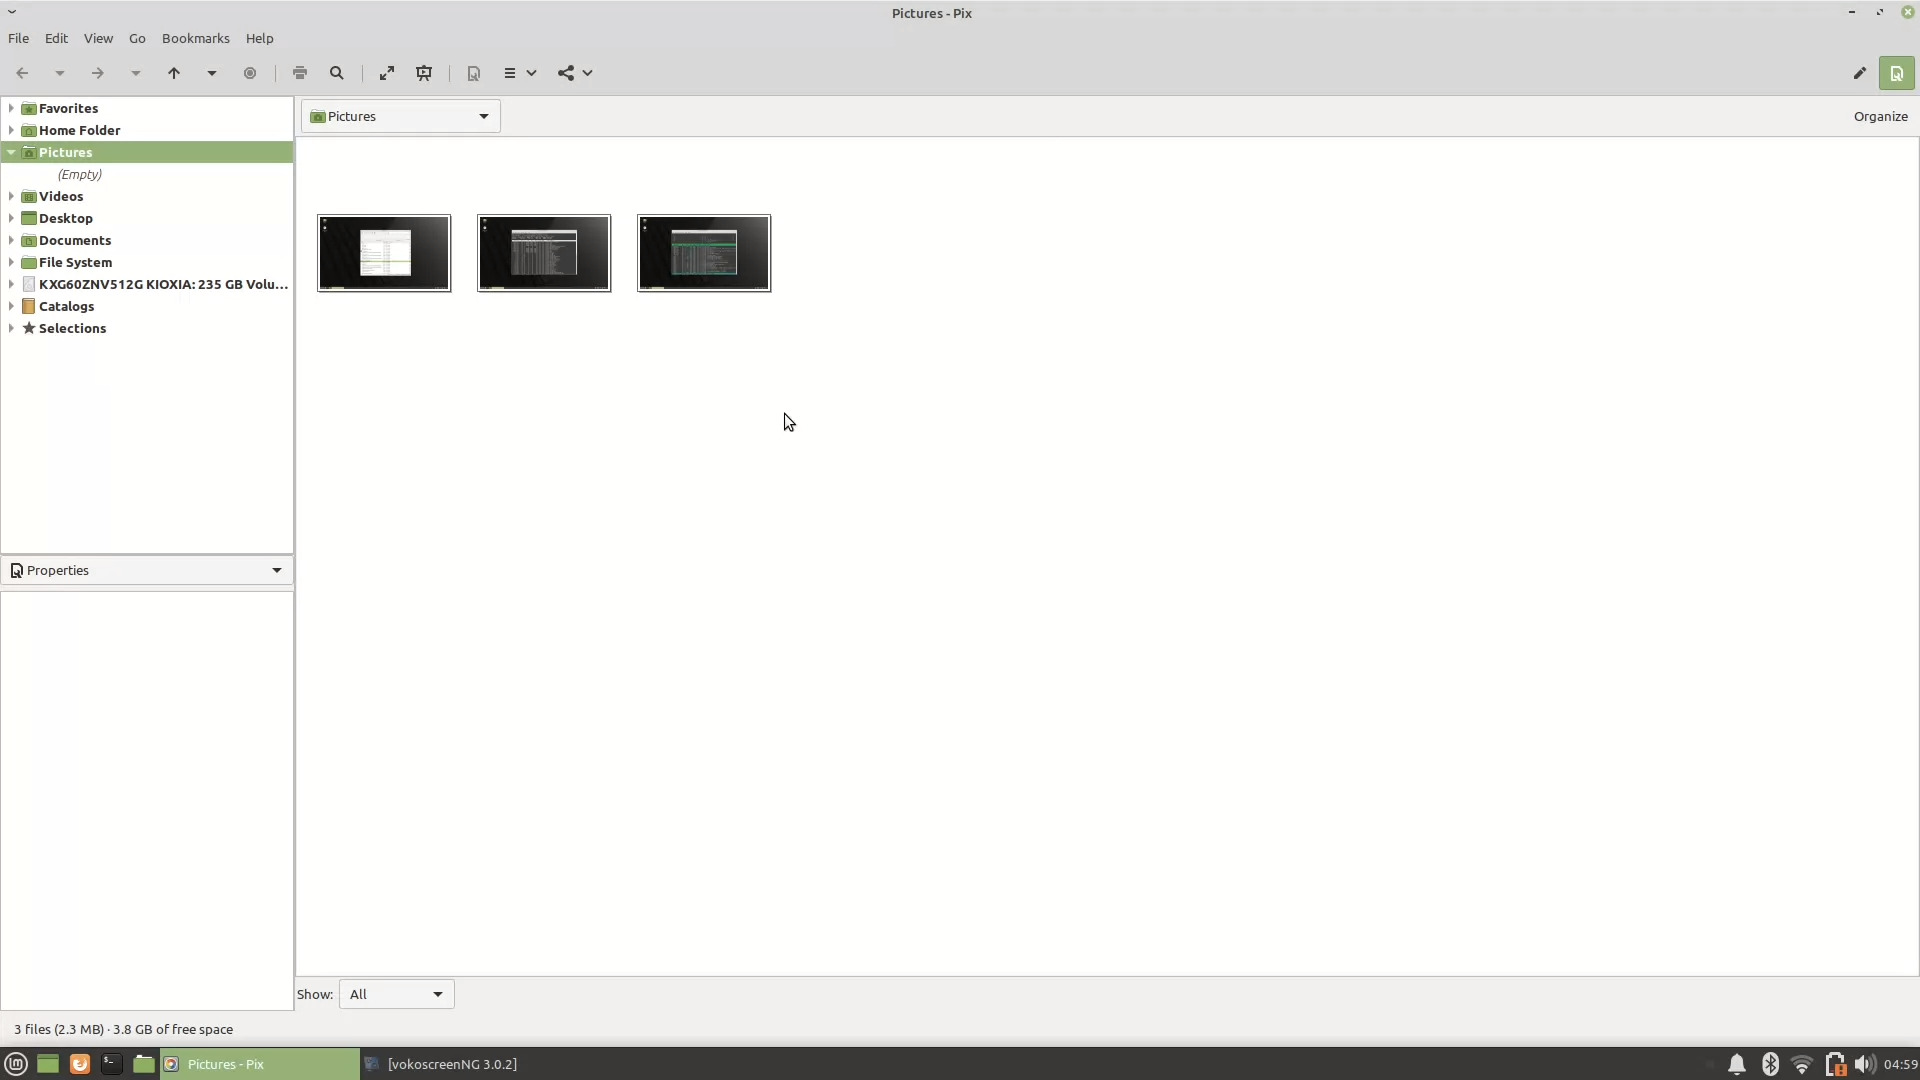 Pictures - Pix
File Edit View Go Bookmarks Help
Favorites
Home Folder
Pictures
(Empty)
Videos
Desktop
Documents
File System
KXG60ZNV512G KIOXIA: 235 GB Volu...
Catalogs
Selections
Pictures
Organize
Properties
Show: All
3 files (2.3 MB) · 3.8 GB of free space
Pictures - Pix
[vokoscreenNG 3.0.2]
04:59